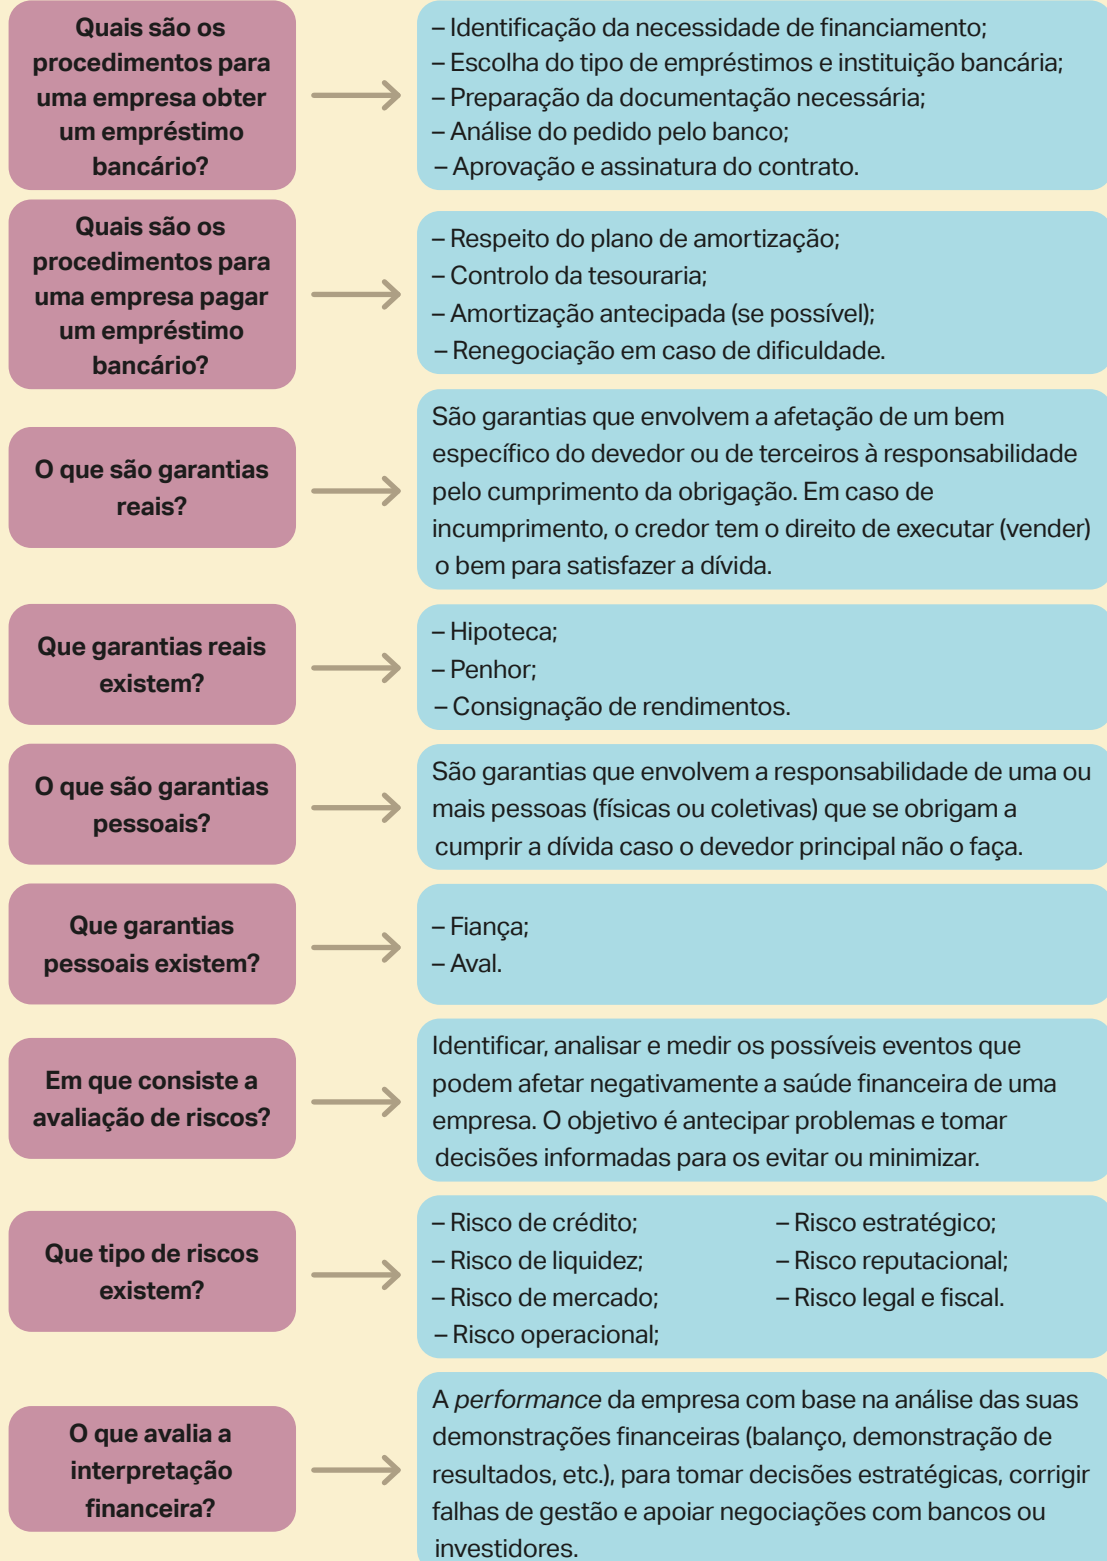 Quais são os
procedimentos para
uma empresa obter
um empréstimo
bancário?
– Identificação da necessidade de financiamento;
– Escolha do tipo de empréstimos e instituição bancária;
– Preparação da documentação necessária;
– Análise do pedido pelo banco;
– Aprovação e assinatura do contrato.
Quais são os
procedimentos para
uma empresa pagar
um empréstimo
bancário?
– Respeito do plano de amortização;
– Controlo da tesouraria;
– Amortização antecipada (se possível);
– Renegociação em caso de dificuldade.
O que são garantias
reais?
São garantias que envolvem a afetação de um bem
específico do devedor ou de terceiros à responsabilidade
pelo cumprimento da obrigação. Em caso de
incumprimento, o credor tem o direito de executar (vender)
o bem para satisfazer a dívida.
Que garantias reais
existem?
– Hipoteca;
– Penhor;
– Consignação de rendimentos.
O que são garantias
pessoais?
São garantias que envolvem a responsabilidade de uma ou
mais pessoas (físicas ou coletivas) que se obrigam a
cumprir a dívida caso o devedor principal não o faça.
Que garantias
pessoais existem?
– Fiança;
– Aval.
Em que consiste a
avaliação de riscos?
Identificar, analisar e medir os possíveis eventos que
podem afetar negativamente a saúde financeira de uma
empresa. O objetivo é antecipar problemas e tomar
decisões informadas para os evitar ou minimizar.
Que tipo de riscos
existem?
– Risco de crédito;
– Risco de liquidez;
– Risco de mercado;
– Risco operacional;
– Risco estratégico;
– Risco reputacional;
– Risco legal e fiscal.
O que avalia a
interpretação
financeira?
A performance da empresa com base na análise das suas
demonstrações financeiras (balanço, demonstração de
resultados, etc.), para tomar decisões estratégicas, corrigir
falhas de gestão e apoiar negociações com bancos ou
investidores.